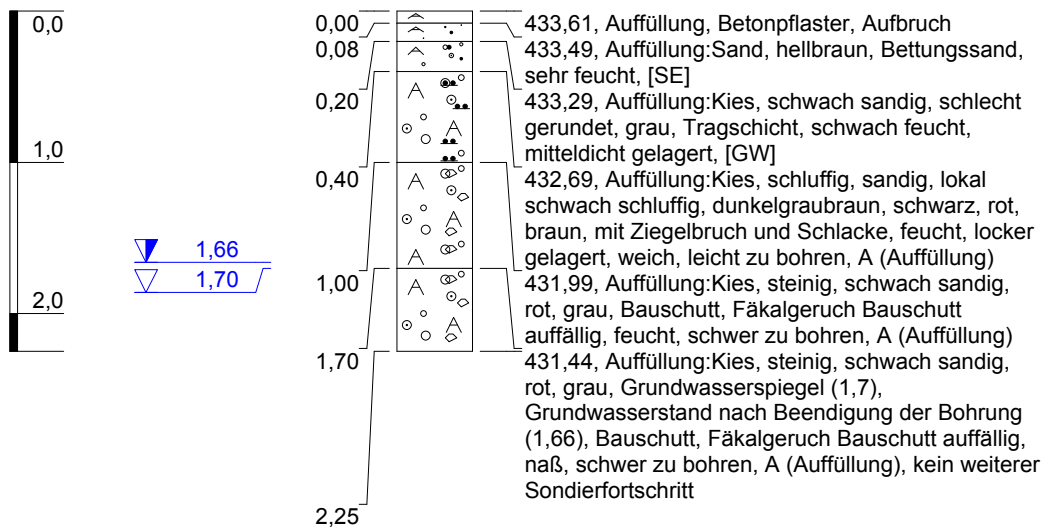 0,0
1,0
2,0
1,66
1,70
0,00
0,08
0,20
0,40
1,00
1,70
2,25
433,61, Auffüllung, Betonpflaster, Aufbruch
433,49, Auffüllung:Sand, hellbraun, Bettungssand,
sehr feucht, [SE]
433,29, Auffüllung:Kies, schwach sandig, schlecht
gerundet, grau, Tragschicht, schwach feucht,
mitteldicht gelagert, [GW]
432,69, Auffüllung:Kies, schluffig, sandig, lokal
schwach schluffig, dunkelgraubraun, schwarz, rot,
braun, mit Ziegelbruch und Schlacke, feucht, locker
gelagert, weich, leicht zu bohren, A (Auffüllung)
431,99, Auffüllung:Kies, steinig, schwach sandig,
rot, grau, Bauschutt, Fäkalgeruch Bauschutt
auffällig, feucht, schwer zu bohren, A (Auffüllung)
431,44, Auffüllung:Kies, steinig, schwach sandig,
rot, grau, Grundwasserspiegel (1,7),
Grundwasserstand nach Beendigung der Bohrung
(1,66), Bauschutt, Fäkalgeruch Bauschutt auffällig,
naß, schwer zu bohren, A (Auffüllung), kein weiterer
Sondierfortschritt